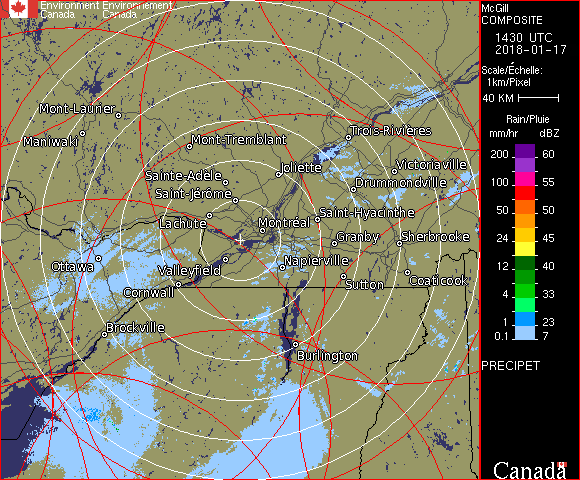 Environment Environnement
Canada Canada
McGill
COMPOSITE
1430 UTC
2018-01-17
Scale/Échelle:
1km/Pixel
40 KM
Rain/Pluie
mm/hr dBZ
200 60
100 55
50 50
24 45
12 40
4 33
1 23
0.1 7
PRECIPET
Canada
Mont-Laurier
Maniwaki
Mont-Tremblant
Trois-Rivières
Joliette
Victoriaville
Sainte-Adèle
Drummondville
Saint-Jérôme
Lachute
Saint-Hyacinthe
Montréal
Granby
Sherbrooke
Ottawa
Valleyfield
Napierville
Cornwall
Sutton
Coaticook
Brockville
Burlington